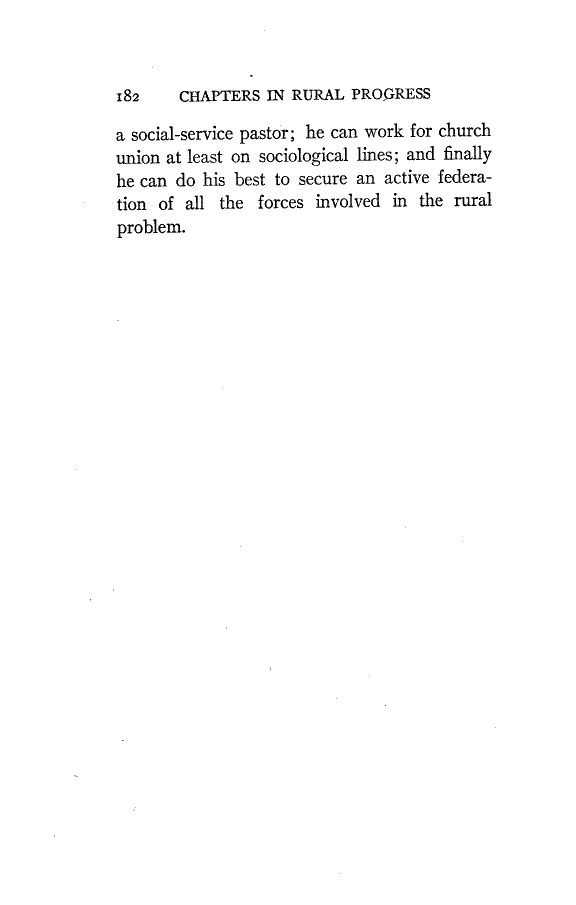 182 CHAPTERS IN RURAL PROGRESS
a social-service pastor; he can work for church
union at least on sociological lines; and finally
he can do his best to secure an active federa-
tion of all the forces involved in the rural
problem.